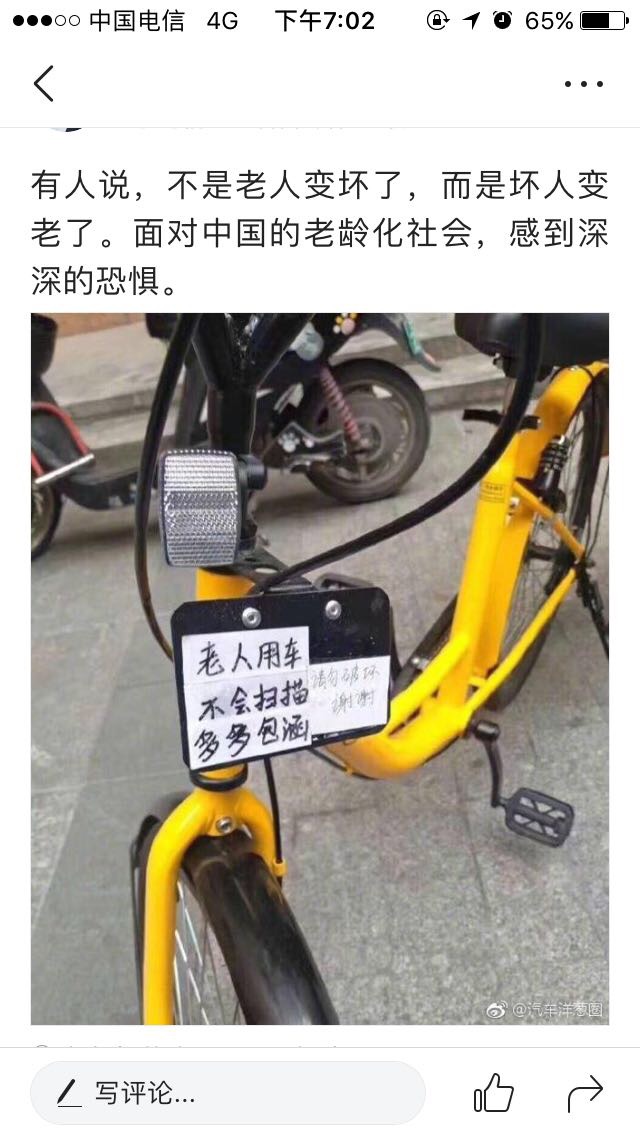 中国电信 4G 下午7:02 65%
有人说，不是老人变坏了，而是坏人变
老了。面对中国的老龄化社会，感到深
深的恐惧。
老人用车
不会扫描
多多包涵
请勿破坏
谢谢
@汽车洋葱圈
写评论...